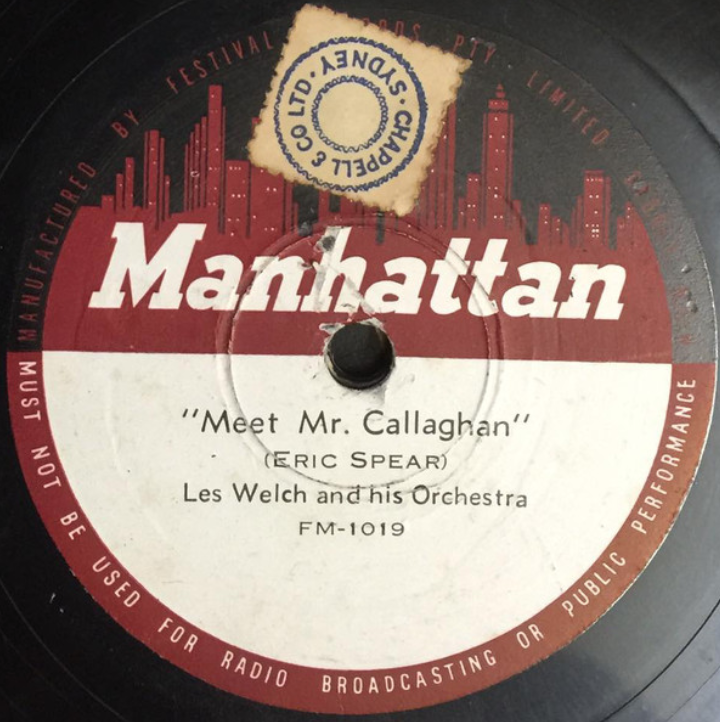 MANUFACTURED BY FESTIVAL RECORDS PTY. LIMITED
CHAPPELL & CO LTD. · SYDNEY ·
Manhattan
"Meet Mr. Callaghan"
(ERIC SPEAR)
Les Welch and his Orchestra
FM-1019
MUST NOT BE USED FOR RADIO BROADCASTING OR PUBLIC PERFORMANCE